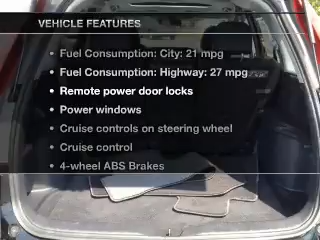 VEHICLE FEATURES
• Fuel Consumption: City: 21 mpg
• Fuel Consumption: Highway: 27 mpg
• Remote power door locks
• Power windows
• Cruise controls on steering wheel
• Cruise control
• 4-wheel ABS Brakes